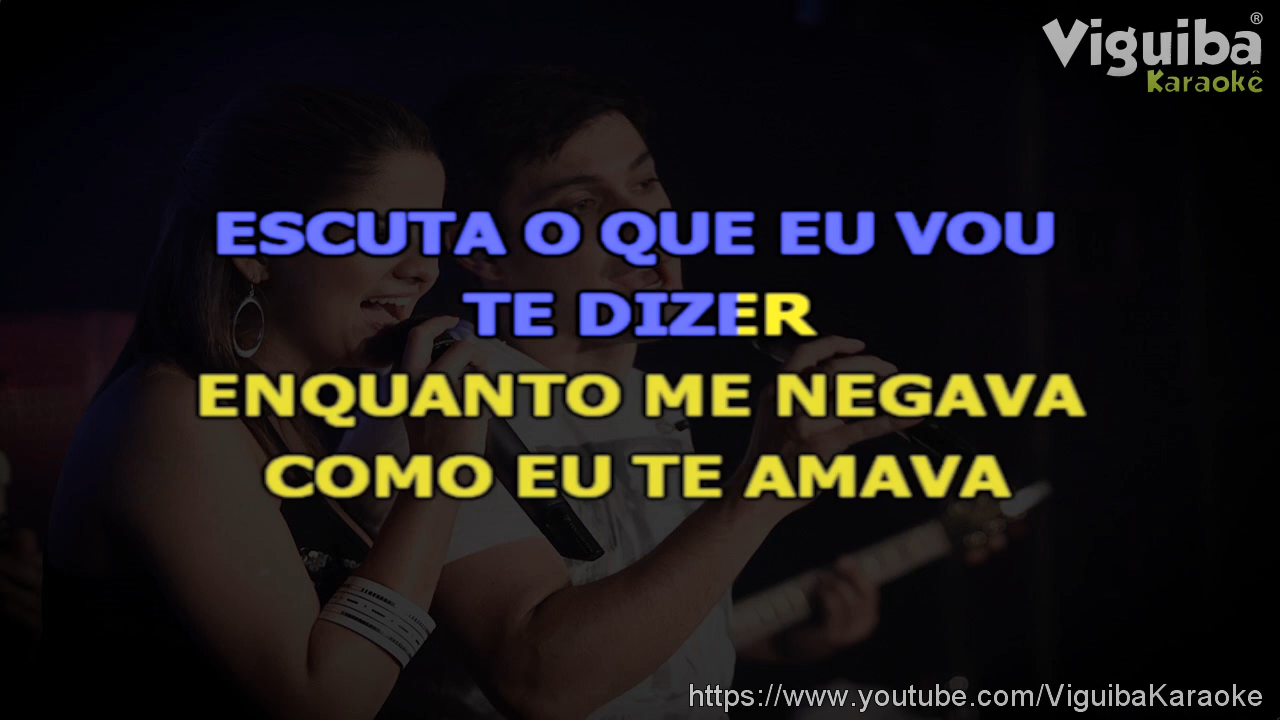 Viguiba®
Karaokê
ESCUTA O QUE EU VOU
TE DIZER
ENQUANTO ME NEGAVA
COMO EU TE AMAVA
https://www.youtube.com/ViguibaKaraoke